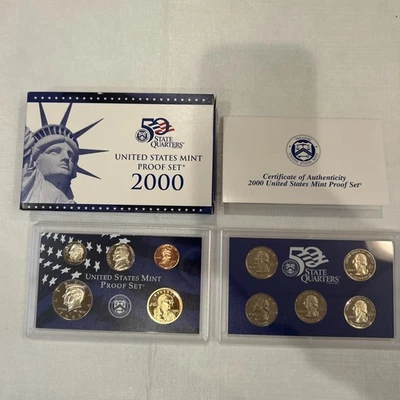 50
STATE
QUARTERS®
UNITED STATES MINT
PROOF SET®
2000
Certificate of Authenticity
2000 United States Mint Proof Set®
UNITED STATES MINT
PROOF SET®
50
STATE
QUARTERS®